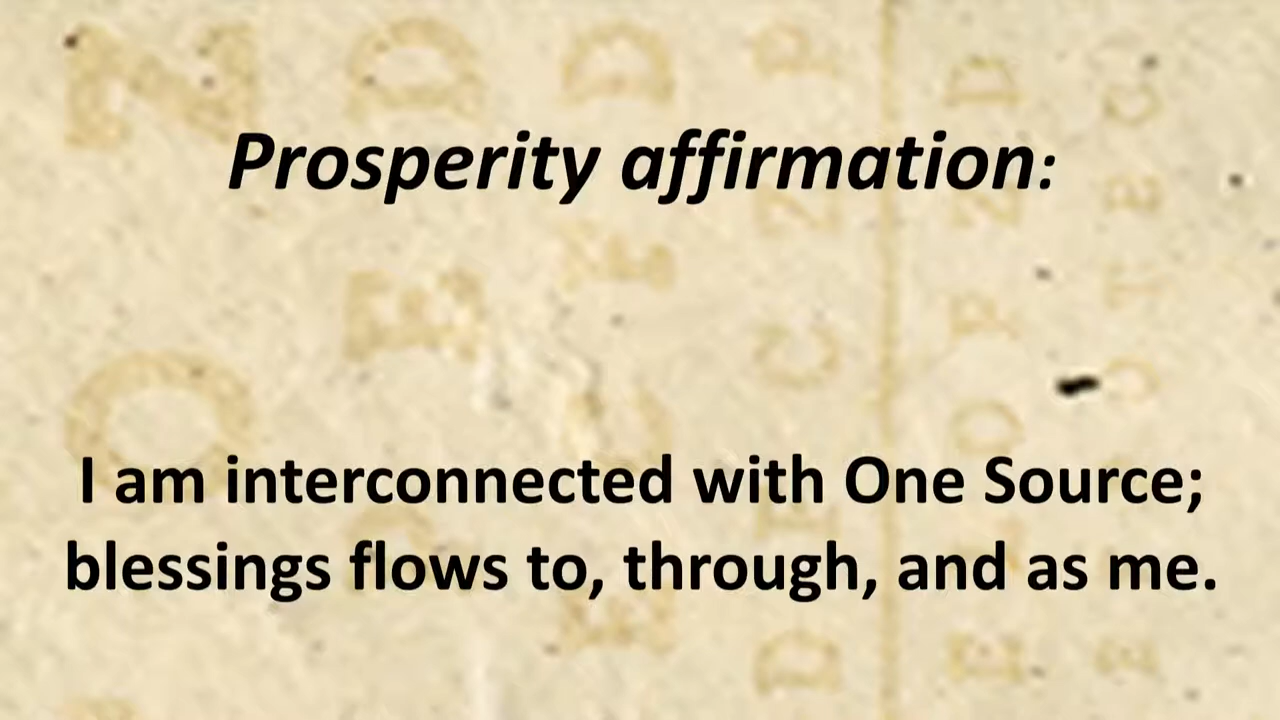 Prosperity affirmation:
I am interconnected with One Source;
blessings flows to, through, and as me.